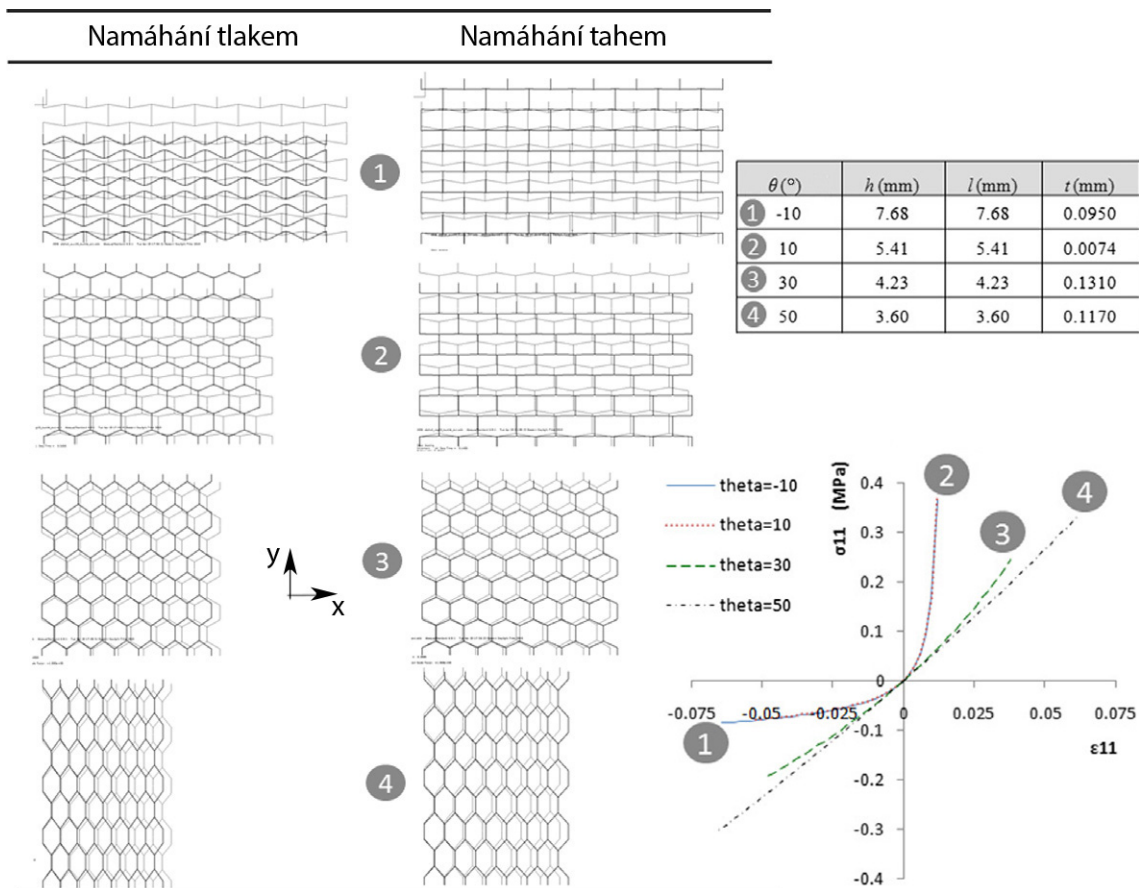 Namáhání tlakem Namáhání tahem
1
θ (°) h (mm) l (mm) t (mm)
1 -10 7.68 7.68 0.0950
2 10 5.41 5.41 0.0074
3 30 4.23 4.23 0.1310
4 50 3.60 3.60 0.1170
2
3
y
x
4
theta=-10
theta=10
theta=30
theta=50
σ11 (MPa)
0.4
0.3
0.2
0.1
0
-0.1
-0.2
-0.3
-0.4
-0.075 -0.05 -0.025 0 0.025 0.05 0.075
ε11
1
2
3
4